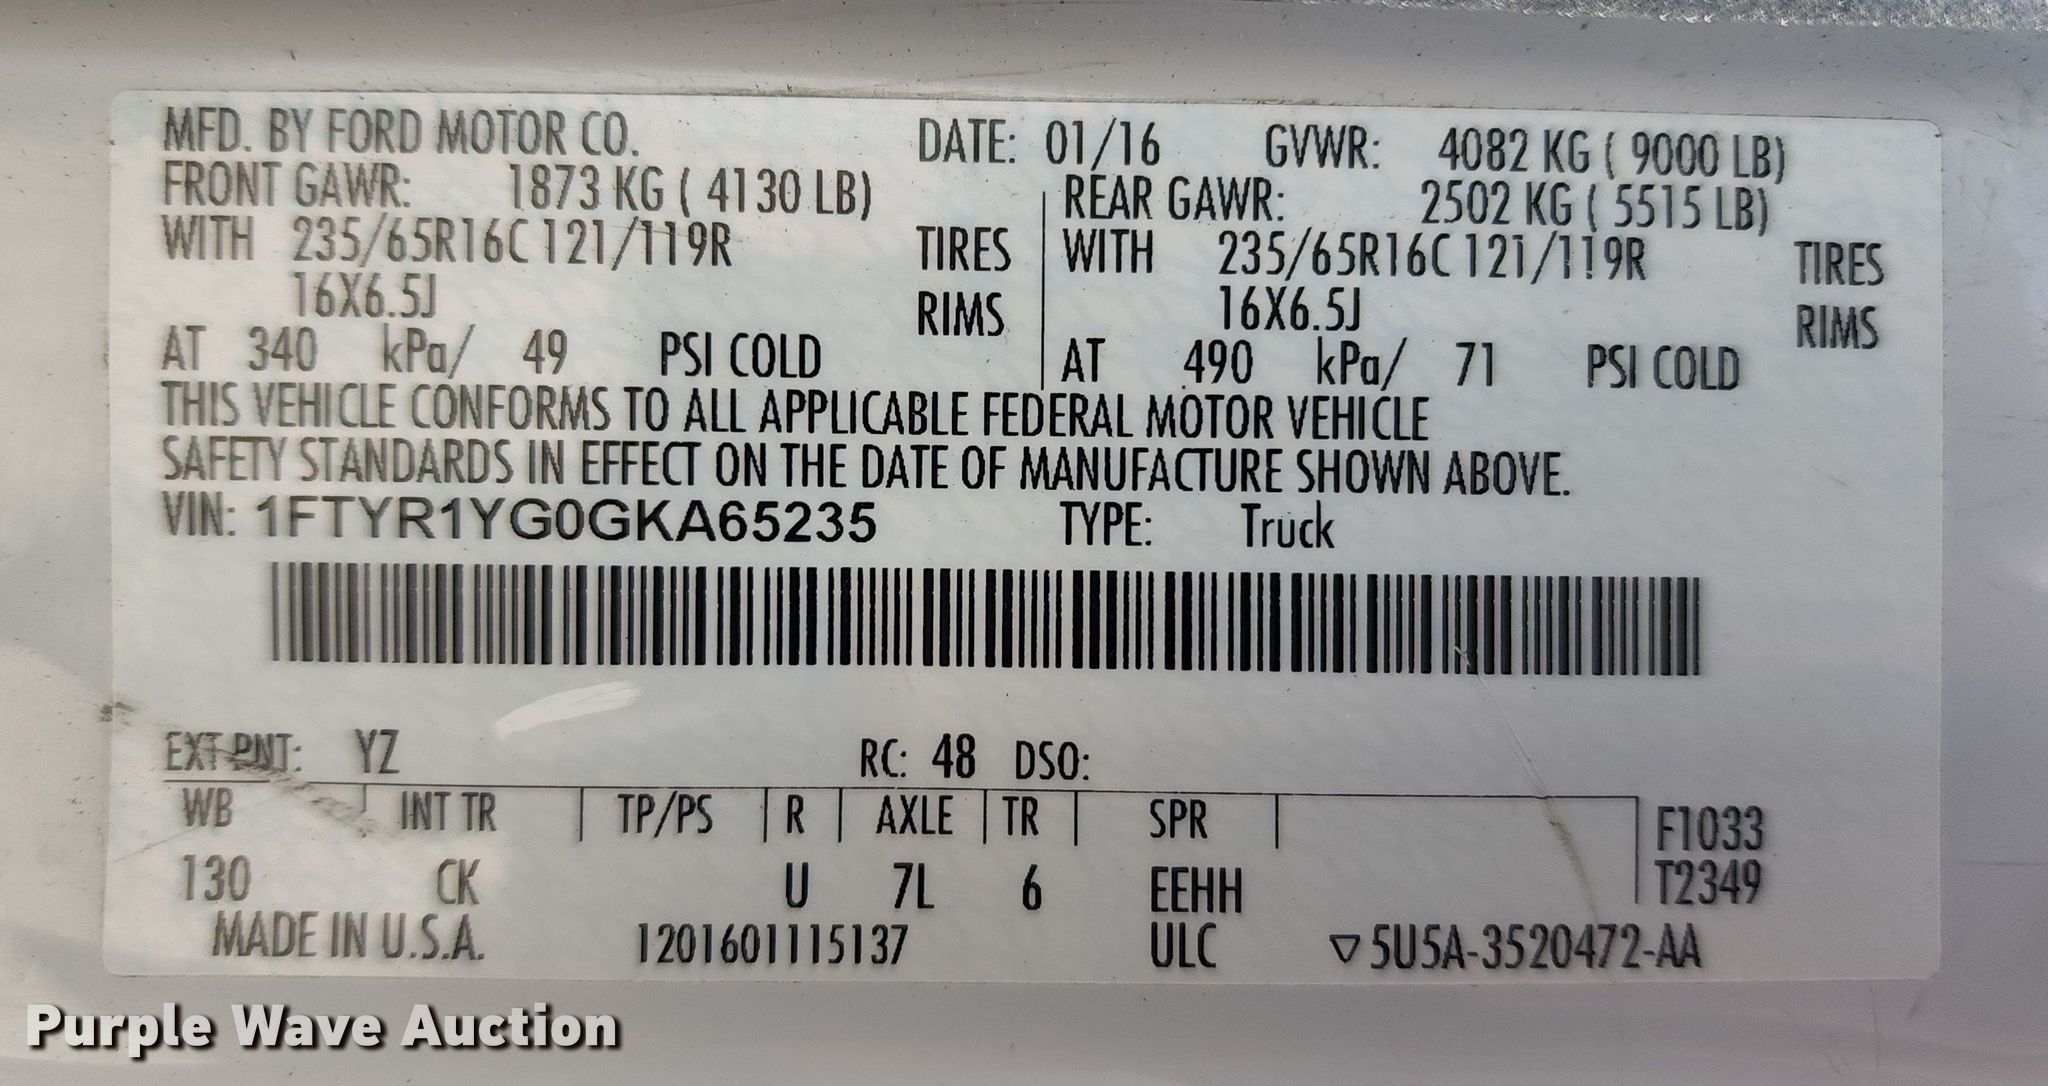 MFD. BY FORD MOTOR CO. DATE: 01/16 GVWR: 4082 KG ( 9000 LB)
FRONT GAWR: 1873 KG ( 4130 LB) REAR GAWR: 2502 KG ( 5515 LB)
WITH 235/65R16C 121/119R TIRES WITH 235/65R16C 121/119R TIRES
16X6.5J RIMS 16X6.5J RIMS
AT 340 kPa/ 49 PSI COLD AT 490 kPa/ 71 PSI COLD
THIS VEHICLE CONFORMS TO ALL APPLICABLE FEDERAL MOTOR VEHICLE
SAFETY STANDARDS IN EFFECT ON THE DATE OF MANUFACTURE SHOWN ABOVE.
VIN: 1FTYR1YG0GKA65235 TYPE: Truck
EXT PNT: YZ RC: 48 DSO:
WB INT TR TP/PS R AXLE TR SPR F1033
130 CK U 7L 6 EEHH T2349
MADE IN U.S.A. 1201601115137 ULC ▽5U5A-3520472-AA
Purple Wave Auction